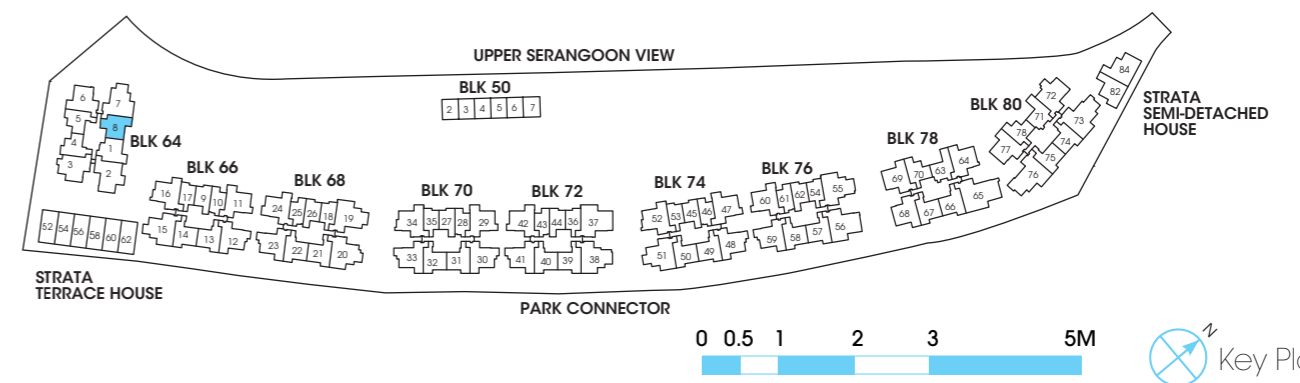 UPPER SERANGOON VIEW
BLK 50
2 3 4 5 6 7
84
82
STRATA
SEMI-DETACHED
HOUSE
BLK 80
72
71
73
78
74
77
75
76
6
7
5
8
BLK 64
4
1
3
2
BLK 66
16 17 9 10 11
15 14 13 12
BLK 68
24 25 26 18 19
23 22 21 20
BLK 70
34 35 27 28 29
33 32 31 30
BLK 72
42 43 44 36 37
41 40 39 38
BLK 74
52 53 45 46 47
51 50 49 48
BLK 76
60 61 62 54 55
59 58 57 56
BLK 78
69 70 63 64
68 67 66 65
52 54 56 58 60 62
STRATA
TERRACE HOUSE
PARK CONNECTOR
0 0.5 1 2 3 5M
N
Key Pl